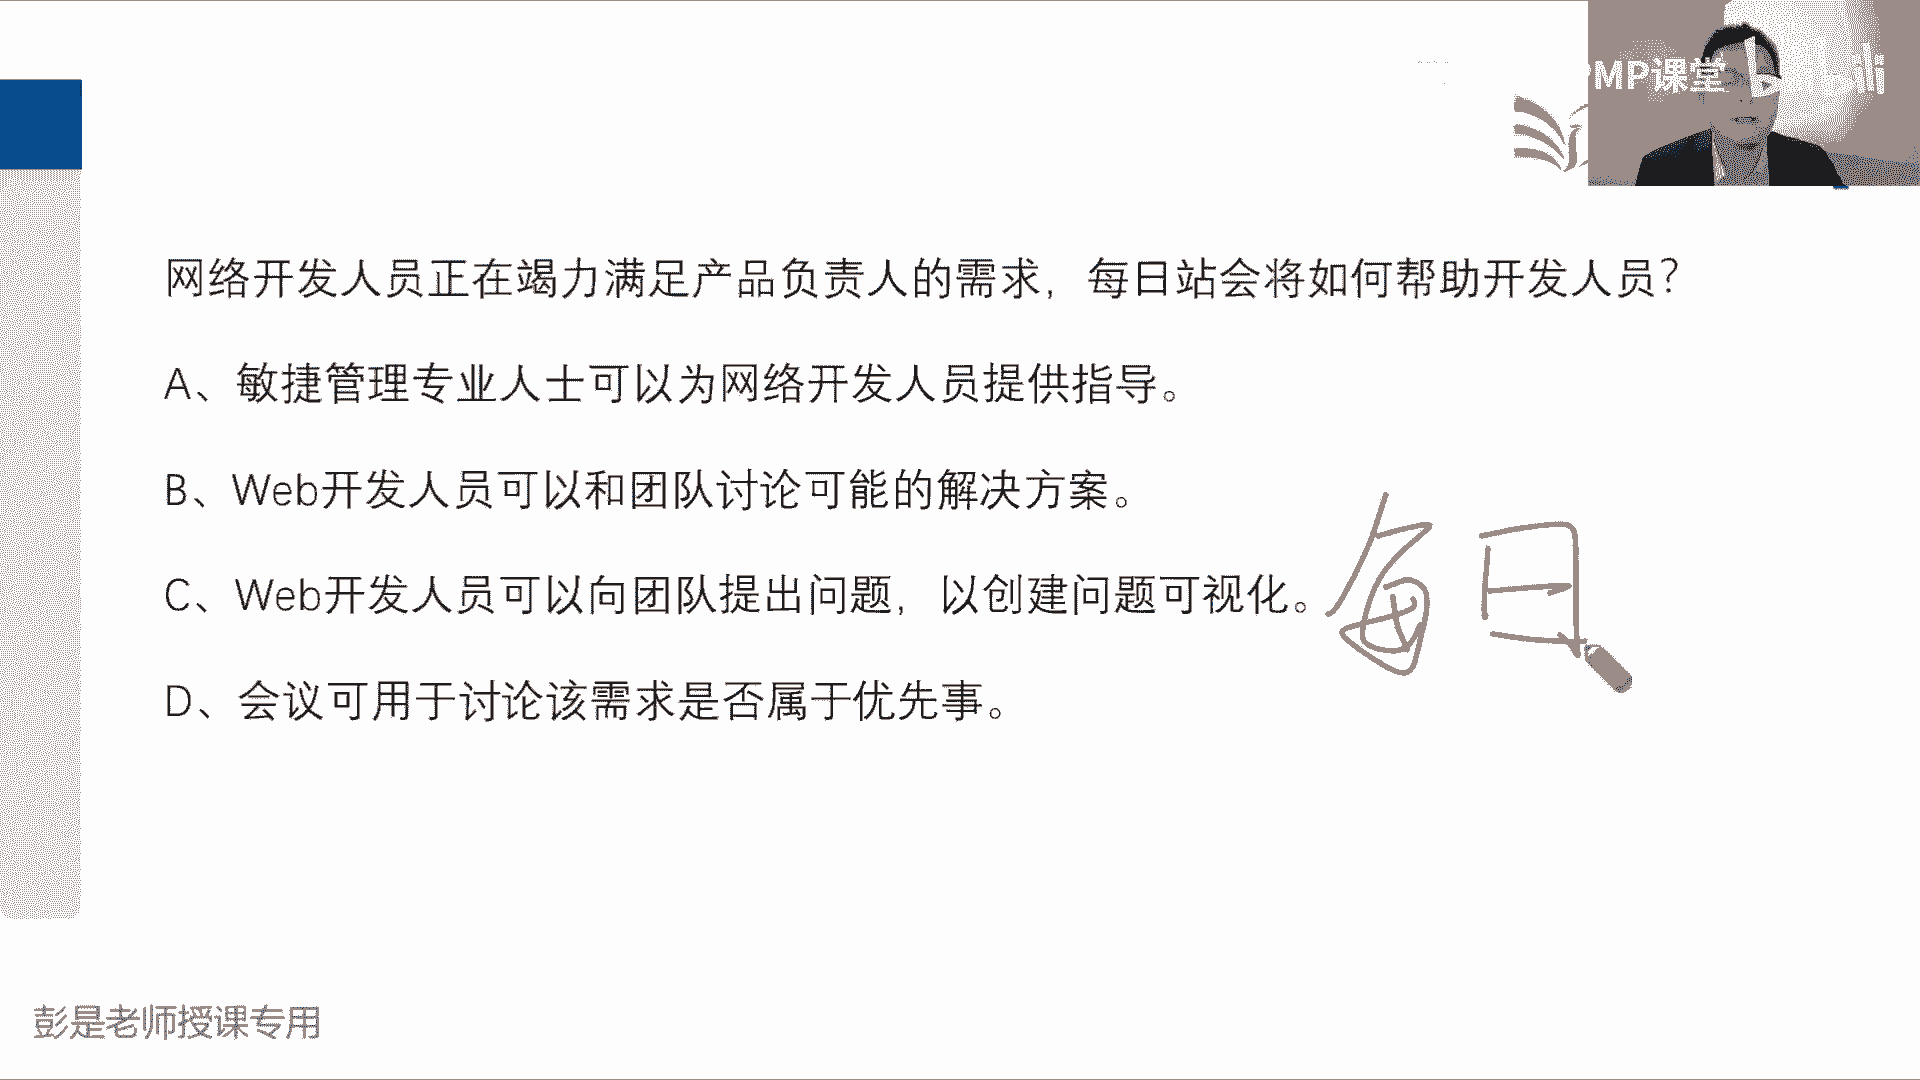 PMP课堂 bilibili
网络开发人员正在竭力满足产品负责人的需求，每日站会将如何帮助开发人员？
A、敏捷管理专业人士可以为网络开发人员提供指导。
B、Web开发人员可以和团队讨论可能的解决方案。
C、Web开发人员可以向团队提出问题，以创建问题可视化。
每日
D、会议可用于讨论该需求是否属于优先事。
彭是老师授课专用